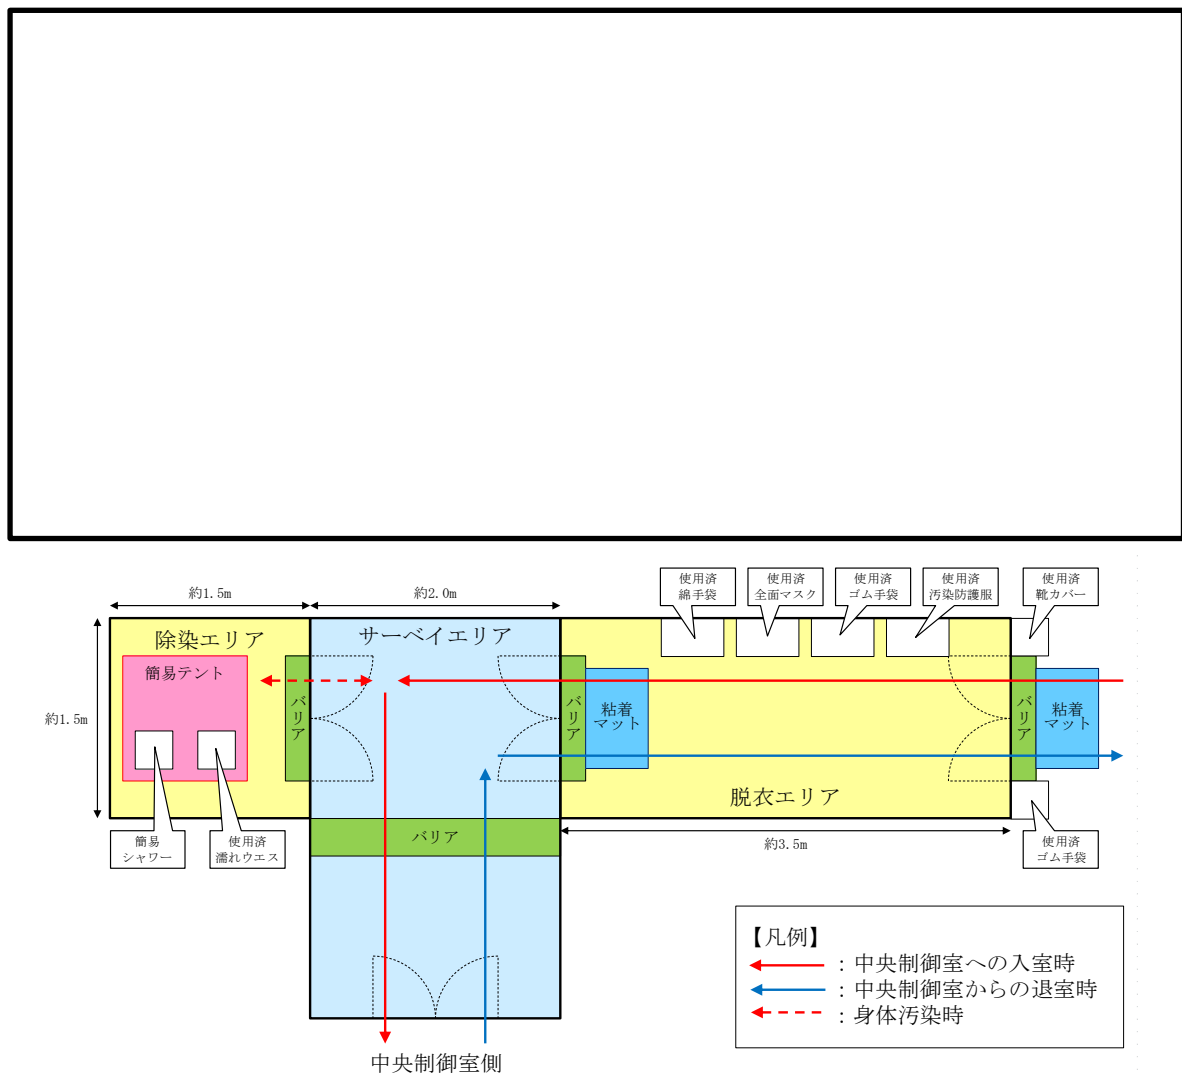 使用済
綿手袋
使用済
全面マスク
使用済
ゴム手袋
使用済
汚染防護服
使用済
靴カバー
約1.5m
約2.0m
除染エリア
サーベイエリア
簡易テント
バリア
バリア
粘着
マット
バリア
粘着
マット
約1.5m
脱衣エリア
簡易
シャワー
使用済
濡れウエス
バリア
約3.5m
使用済
ゴム手袋
【凡例】
：中央制御室への入室時
：中央制御室からの退室時
：身体汚染時
中央制御室側